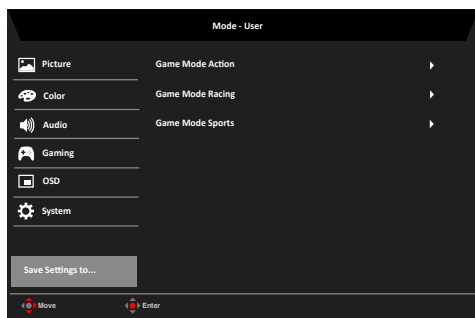 Mode - User
Picture
Game Mode Action
Color
Game Mode Racing
Audio
Game Mode Sports
Gaming
OSD
System
Save Settings to...
Move
Enter